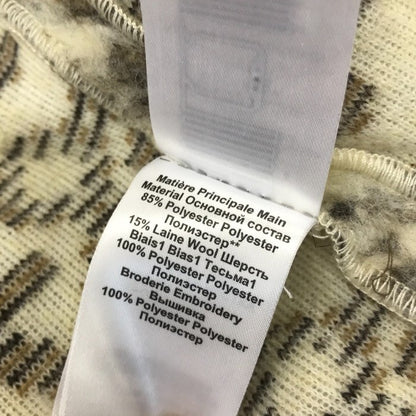 Matière Principale Main
Material Основной состав
85% Polyester Polyester
Полиэстер**
15% Laine Wool Шерсть
Biais1 Bias1 Тесьма1
100% Polyester Polyester
Полиэстер
Broderie Embroidery
Вышивка
100% Polyester Polyester
Полиэстер